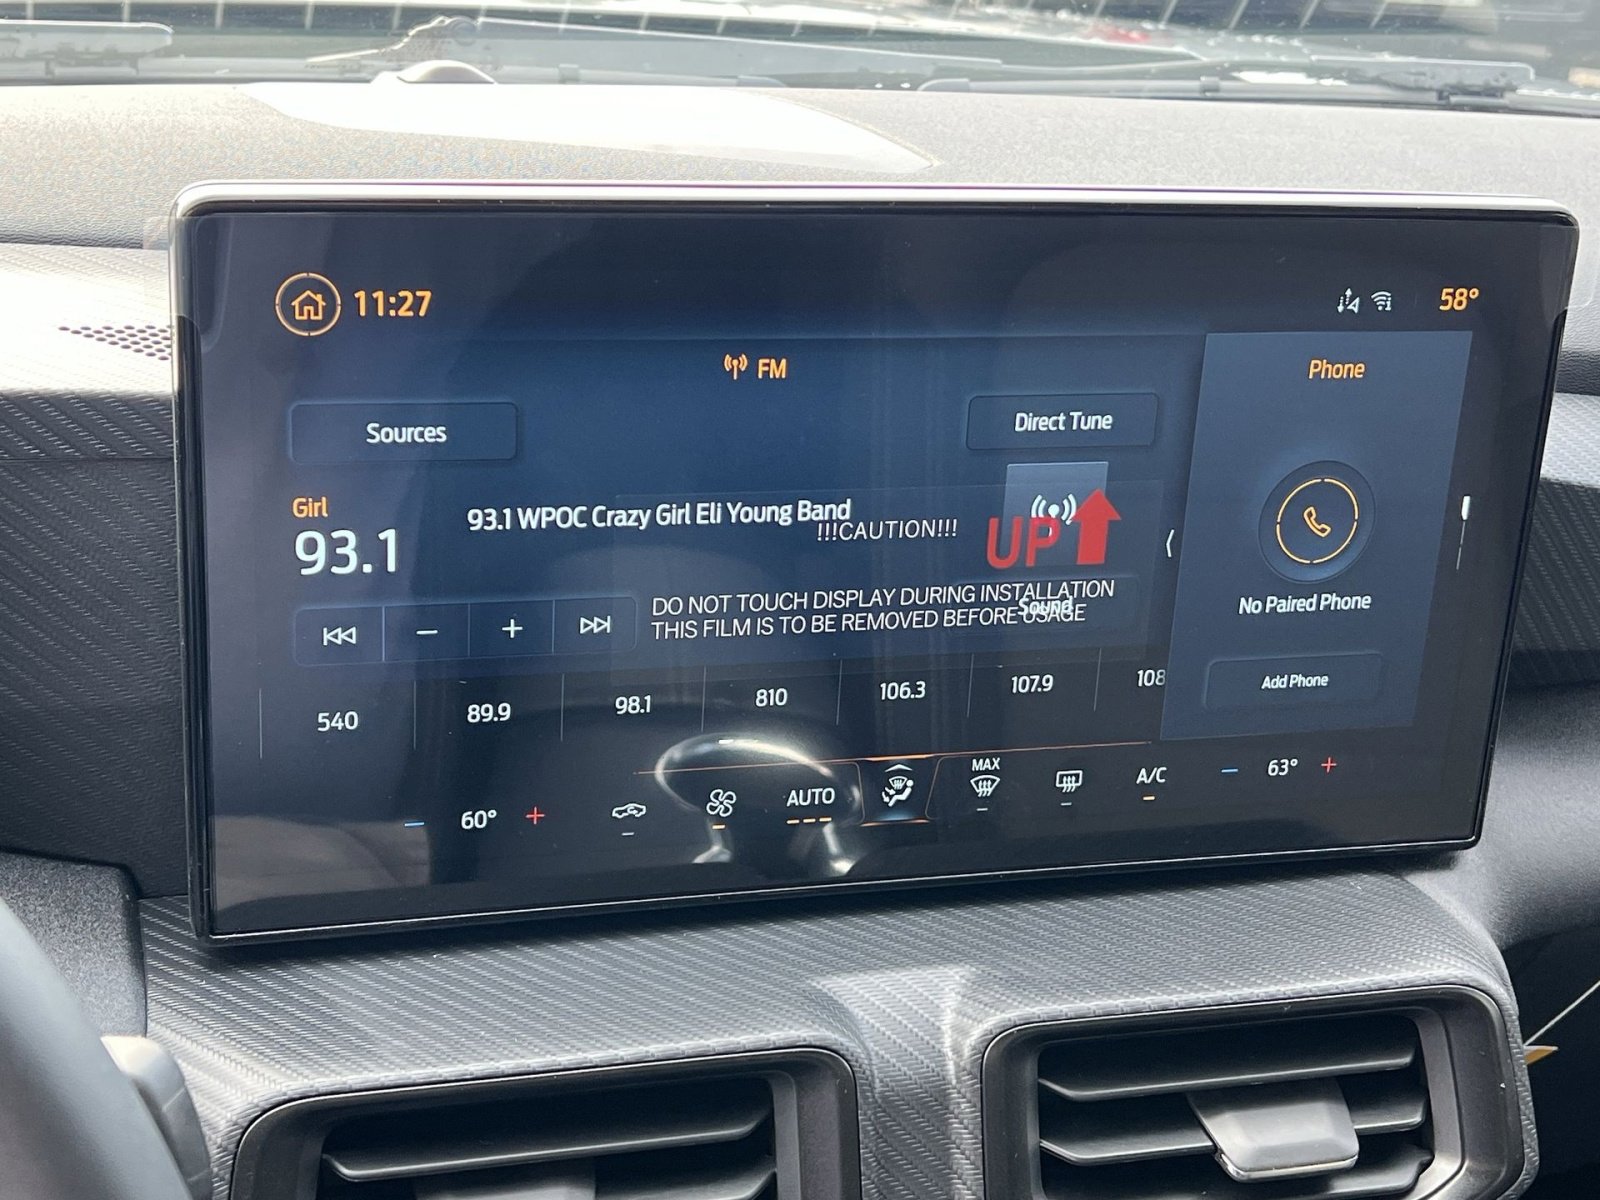 11:27
58°
FM
Phone
Sources
Direct Tune
Girl
93.1
93.1 WPOC Crazy Girl Eli Young Band
!!!CAUTION!!!
UP
DO NOT TOUCH DISPLAY DURING INSTALLATION
THIS FILM IS TO BE REMOVED BEFORE USAGE
Sound
No Paired Phone
Add Phone
540
89.9
98.1
810
106.3
107.9
108
60°
AUTO
MAX
A/C
63°